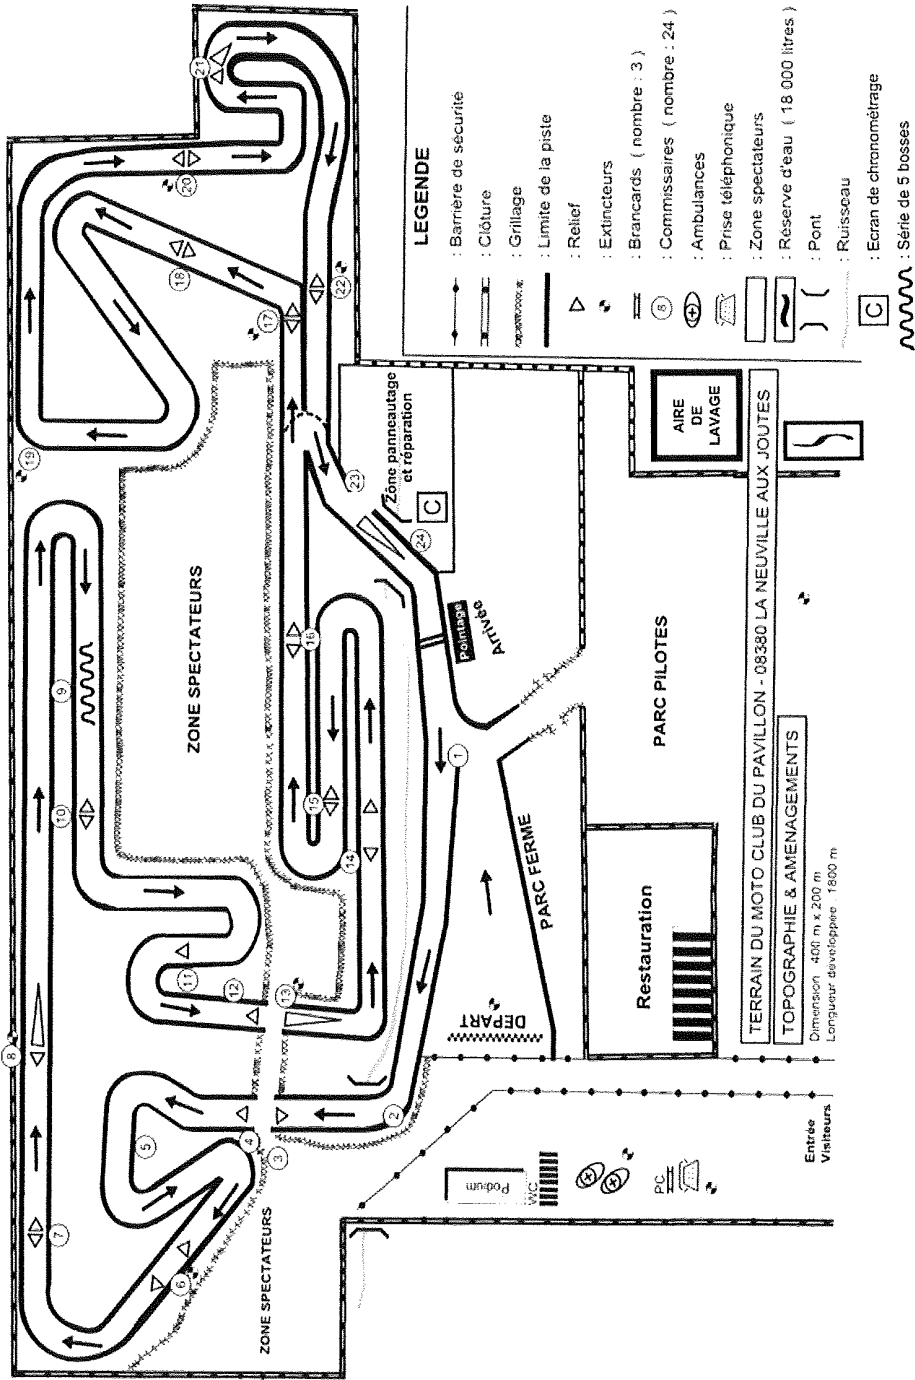 LEGENDE
: Barrière de sécurité
: Clôture
: Grillage
: Limite de la piste
: Relief
: Extincteurs
: Brancards ( nombre : 3 )
8 : Commissaires ( nombre : 24 )
: Ambulances
: Prise téléphonique
: Zone spectateurs
: Réserve d'eau ( 18 000 litres )
: Pont
: Ruisseau
C : Ecran de chronométrage
: Série de 5 bosses
ZONE SPECTATEURS
ZONE SPECTATEURS
Zône panneautage
et réparation
C
Pointage
Arrivée
PARC FERME
DEPART
PARC PILOTES
Restauration
AIRE
DE
LAVAGE
Podium
WC
PC
Entrée
Visiteurs
TERRAIN DU MOTO CLUB DU PAVILLON - 08380 LA NEUVILLE AUX JOUTES
TOPOGRAPHIE & AMENAGEMENTS
Dimension 400 m x 200 m
Longueur développée 1800 m
1
2
3
4
5
6
7
8
9
10
11
12
13
14
15
16
17
18
19
20
21
22
23
24